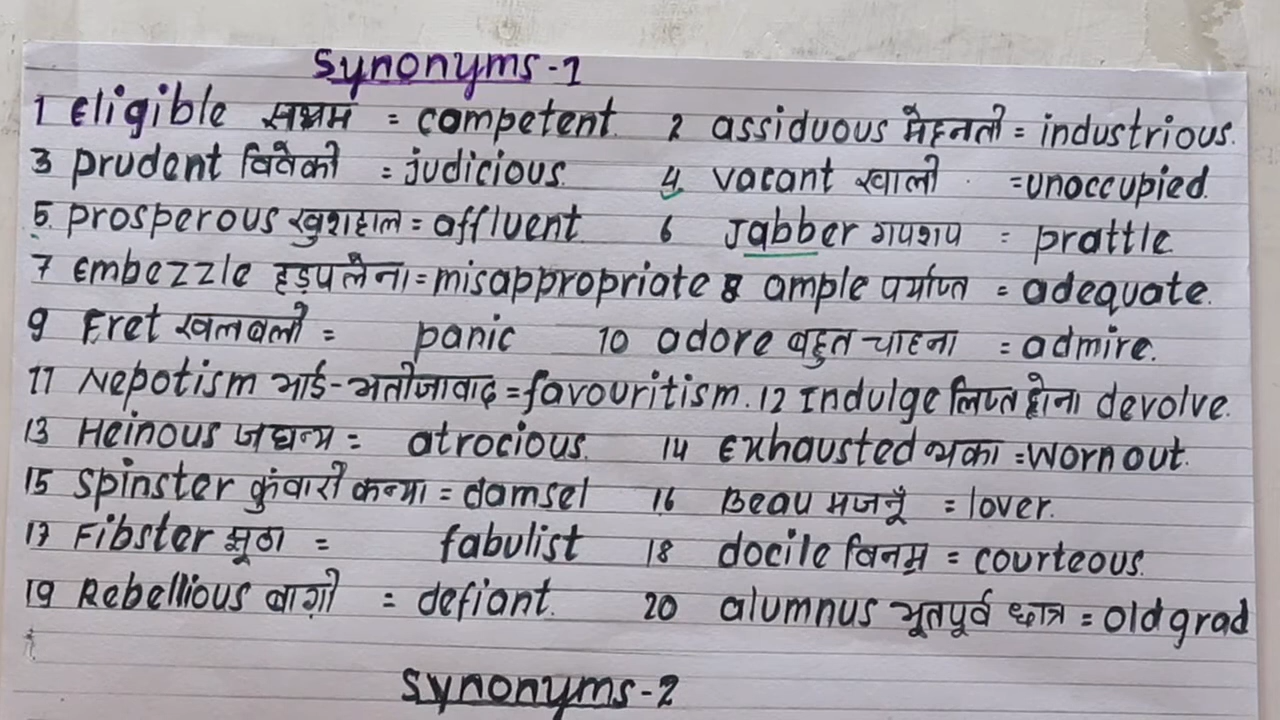 Synonyms-1
1 Eligible सक्षम = competent. 2 assiduous मेहनती = industrious.
3 prudent विवेकी = judicious. 4 vacant खाली = unoccupied.
5. prosperous खुशहाल = affluent 6 Jabber गपशप = prattle
7 Embezzle हड़प लेना = misappropriate 8 ample पर्याप्त = adequate.
9 Fret खलबली = panic 10 adore बहुत चाहना = admire.
11 Nepotism भाई-भतीजावाद = favouritism. 12 Indulge लिप्त होना devolve.
13 Heinous जघन्य = atrocious. 14 Exhausted थका = worn out.
15 Spinster कुंवारी कन्या = damsel 16 Beau मजनूँ = lover.
17 Fibster झूठा = fabulist 18 docile विनम्र = courteous.
19 Rebellious बागी = defiant. 20 alumnus भूतपूर्व छात्र = old grad
Synonyms-2